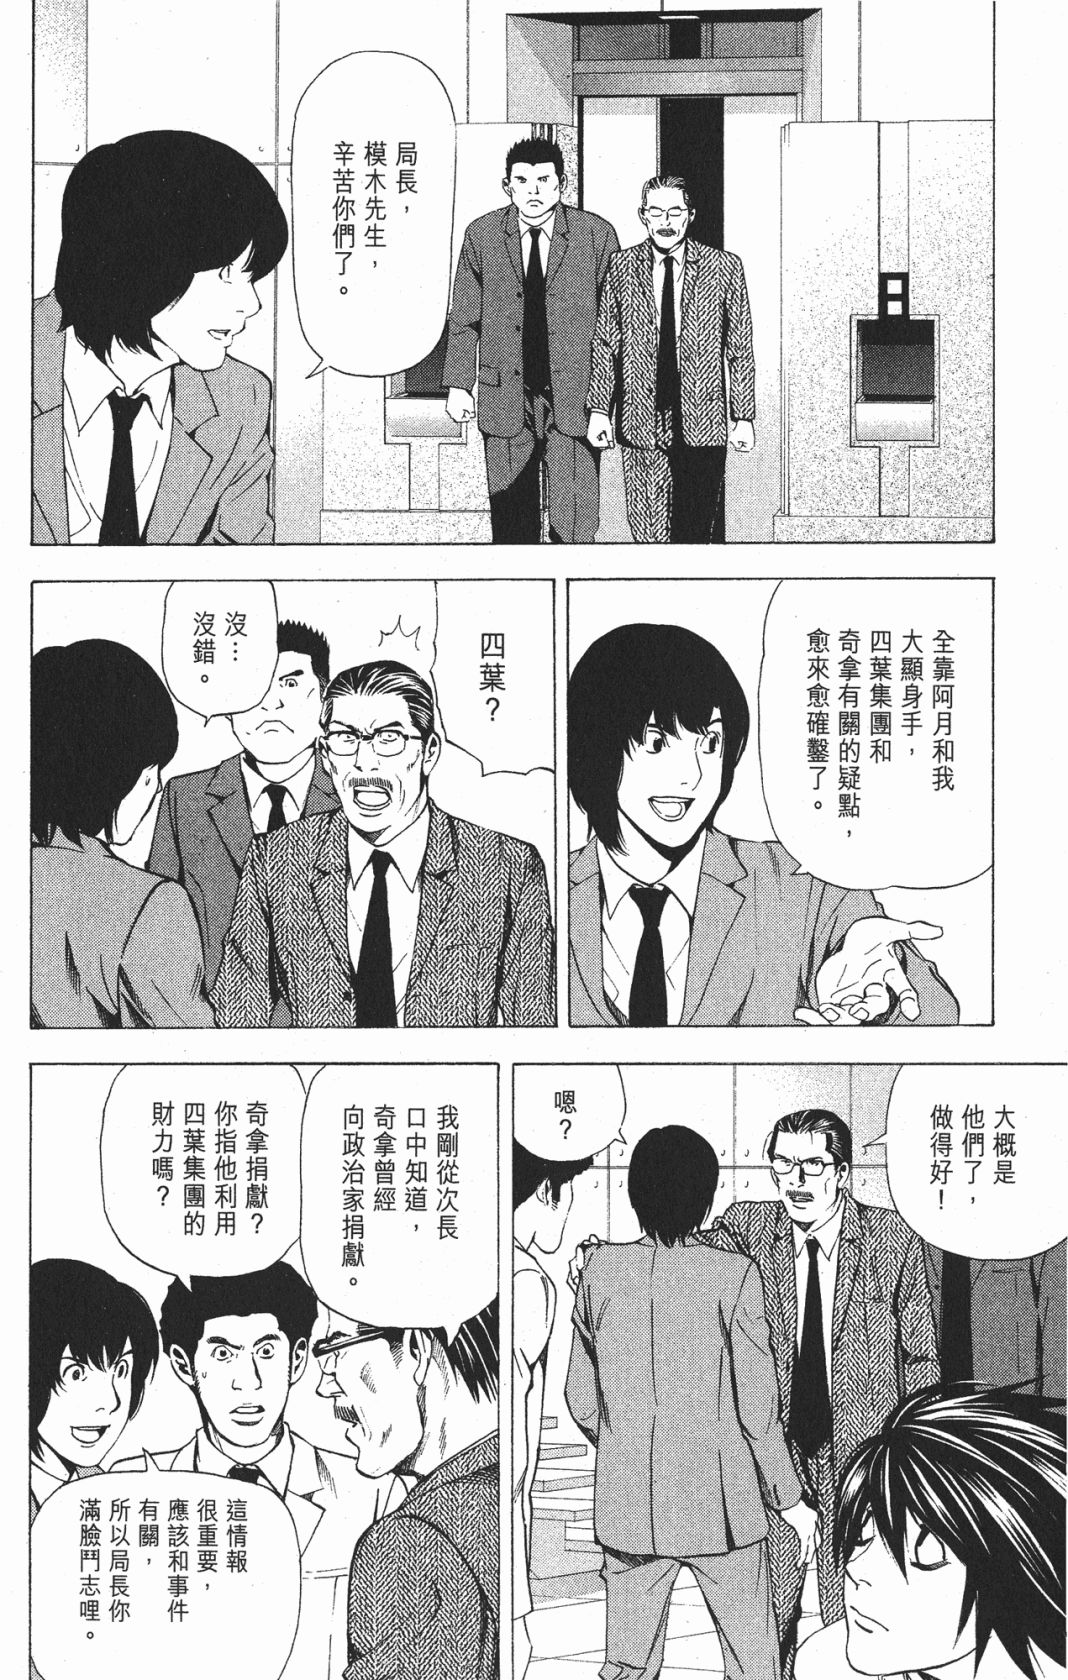 局長，
模木先生，
辛苦你們了。
全靠阿月和我
大顯身手，
四葉集團和
奇拿有關的疑點，
愈來愈確鑿了。
四葉？
沒…
沒錯。
大概是
他們了，
做得好！
嗯？
我剛從次長
口中知道，
奇拿曾經
向政治家捐獻。
奇拿捐獻？
你指他利用
四葉集團的
財力嗎？
這情報
很重要，
應該和事件
有關，
所以局長你
滿臉鬥志哩。